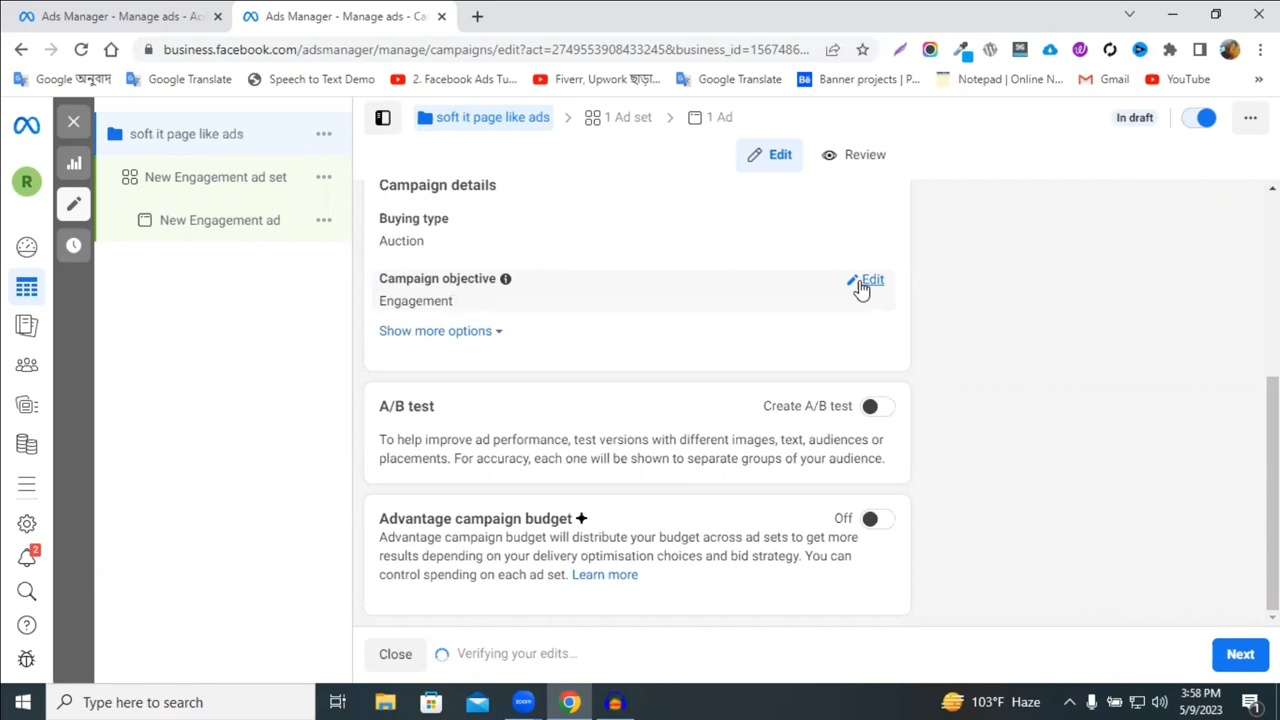 Ads Manager - Manage ads - Acc
Ads Manager - Manage ads - Ca
business.facebook.com/adsmanager/manage/campaigns/edit?act=274955390843324​5&business_id=1567486...
Google অনুবাদ
Google Translate
Speech to Text Demo
2. Facebook Ads Tu...
Fiverr, Upwork ছাড়া...
Google Translate
Banner projects | P...
Notepad | Online N...
Gmail
YouTube
soft it page like ads
1 Ad set
1 Ad
In draft
soft it page like ads
New Engagement ad set
New Engagement ad
R
2
Edit
Review
Campaign details
Buying type
Auction
Campaign objective
Edit
Engagement
Show more options
A/B test
Create A/B test
To help improve ad performance, test versions with different images, text, audiences or
placements. For accuracy, each one will be shown to separate groups of your audience.
Advantage campaign budget
Off
Advantage campaign budget will distribute your budget across ad sets to get more
results depending on your delivery optimisation choices and bid strategy. You can
control spending on each ad set. Learn more
Close
Verifying your edits...
Next
Type here to search
zoom
103°F Haze
3:58 PM
5/9/2023
1